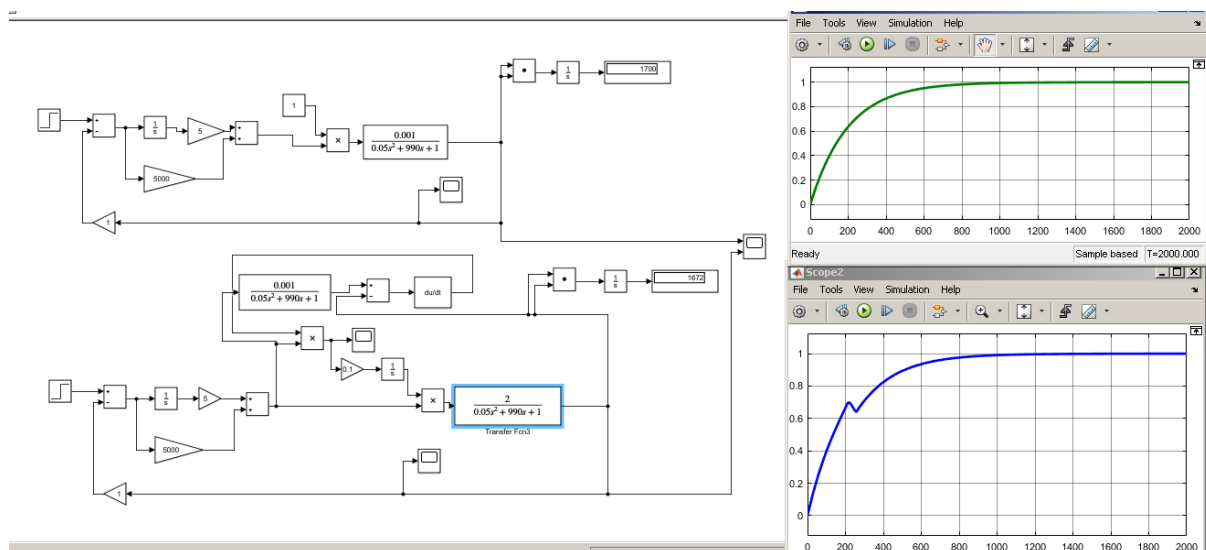 File Tools View Simulation Help
1
0.8
0.6
0.4
0.2
0
0 200 400 600 800 1000 1200 1400 1600 1800 2000
Ready Sample based T=2000.000
Scope2
File Tools View Simulation Help
1
0.8
0.6
0.4
0.2
0
0 200 400 600 800 1000 1200 1400 1600 1800 2000
1
s
1700
1
1
s
5
×
0.001
0.05s² + 990s + 1
5000
1
0.001
0.05s² + 990s + 1
du/dt
1
s
1672
×
0.1
1
s
1
s
5
×
2
0.05s² + 990s + 1
Transfer Fcn3
5000
1